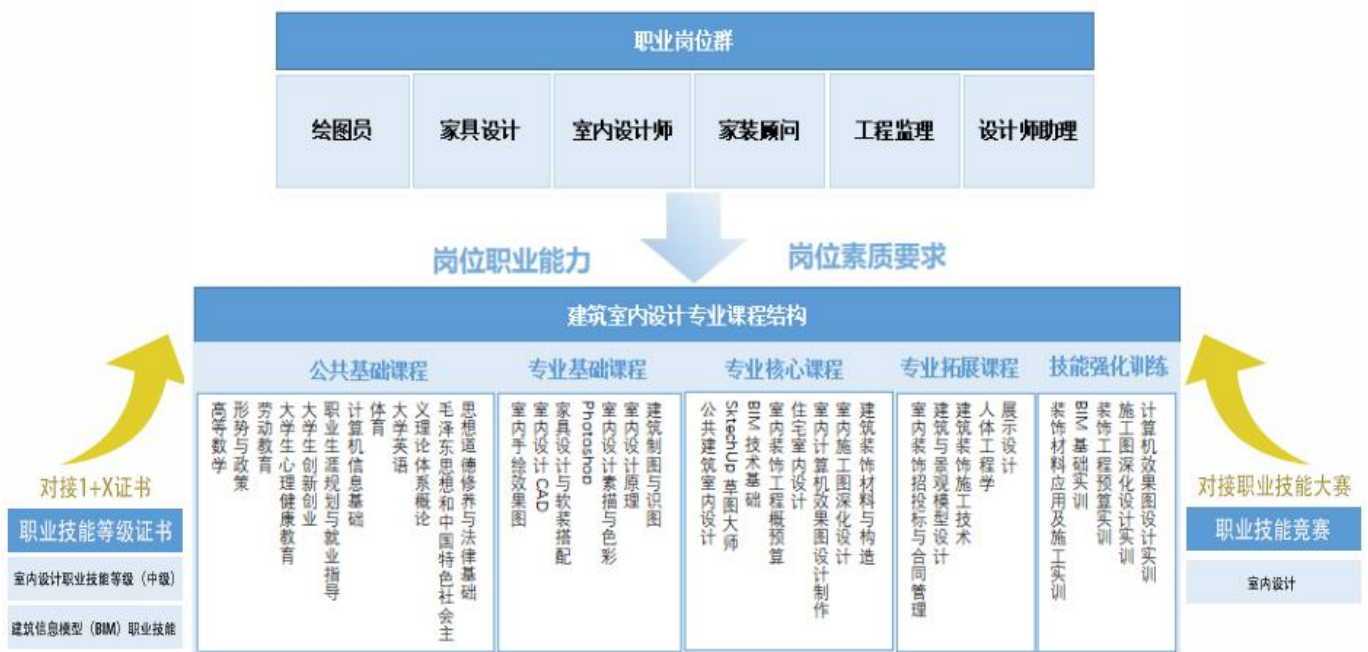 职业岗位群
绘图员
家具设计
室内设计师
家装顾问
工程监理
设计师助理
岗位职业能力
岗位素质要求
建筑室内设计专业课程结构
公共基础课程
专业基础课程
专业核心课程
专业拓展课程
技能强化训练
思想道德修养与法律基础
毛泽东思想和中国特色社会主
义理论体系概论
大学英语
体育
计算机信息基础
职业生涯规划与就业指导
大学生创新创业
大学生心理健康教育
劳动教育
形势与政策
高等数学
建筑制图与识图
室内设计原理
室内设计素描与色彩
Photoshop
家具设计与软装搭配
室内设计 CAD
室内手绘效果图
建筑装饰材料与构造
室内施工图深化设计
室内计算机效果图设计制作
住宅室内设计
室内装饰工程概预算
BIM 技术基础
SktechUp 草图大师
公共建筑室内设计
展示设计
人体工程学
建筑装饰施工技术
建筑与景观模型设计
室内装饰招投标与合同管理
计算机效果图设计实训
施工图深化设计实训
装饰工程预算实训
BIM 基础实训
装饰材料应用及施工实训
对接1+X证书
职业技能等级证书
室内设计职业技能等级（中级）
建筑信息模型（BIM）职业技能
对接职业技能大赛
职业技能竞赛
室内设计